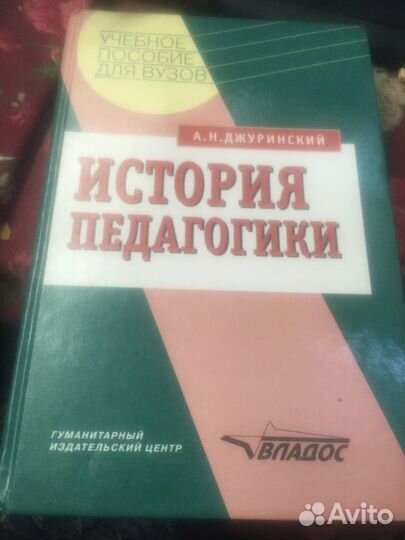 УЧЕБНОЕ
ПОСОБИЕ
ДЛЯ ВУЗОВ
А.Н.ДЖУРИНСКИЙ
ИСТОРИЯ
ПЕДАГОГИКИ
ГУМАНИТАРНЫЙ
ИЗДАТЕЛЬСКИЙ ЦЕНТР
ВЛАДОС
Avito